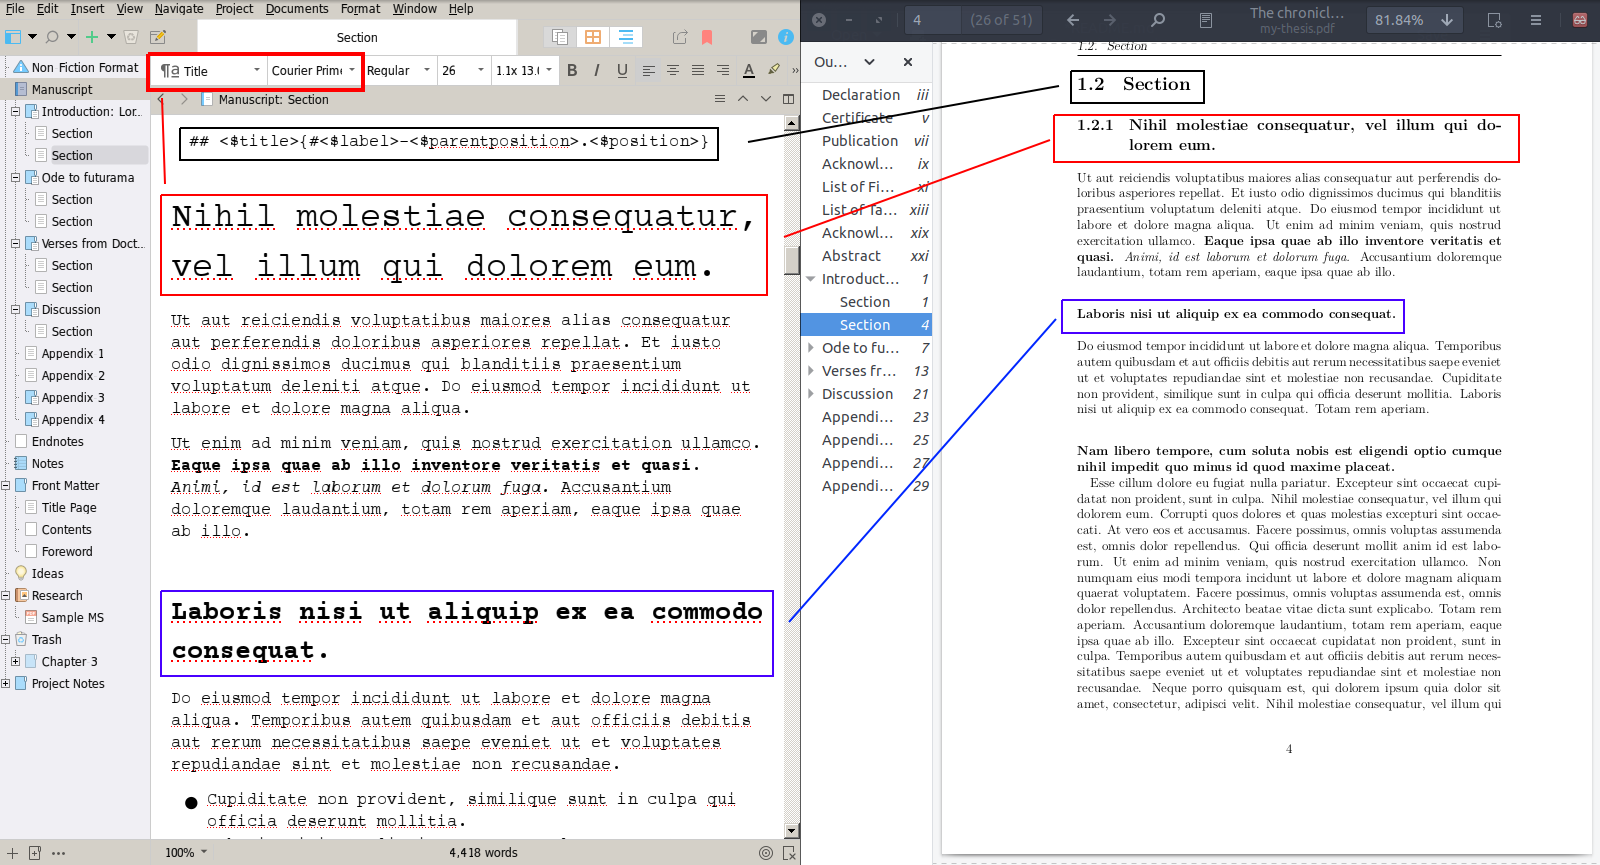 File Edit Insert View Navigate Project Documents Format Window Help
Section
Title Courier Prime Regular 26 1.1x 13.0 B I U A »
Manuscript: Section
Non Fiction Format
Manuscript
Introduction: Lor...
Section
Section
Ode to futurama
Section
Section
Verses from Doct...
Section
Section
Discussion
Section
Appendix 1
Appendix 2
Appendix 3
Appendix 4
Endnotes
Notes
Front Matter
Title Page
Contents
Foreword
Ideas
Research
Sample MS
Trash
Chapter 3
Project Notes
## <$title>{#<$label>-<$parentposition>.<$position>}
Nihil molestiae consequatur,
vel illum qui dolorem eum.
Ut aut reiciendis voluptatibus maiores alias consequatur
aut perferendis doloribus asperiores repellat. Et iusto
odio dignissimos ducimus qui blanditiis praesentium
voluptatum deleniti atque. Do eiusmod tempor incididunt ut
labore et dolore magna aliqua.
Ut enim ad minim veniam, quis nostrud exercitation ullamco.
Eaque ipsa quae ab illo inventore veritatis et quasi.
Animi, id est laborum et dolorum fuga. Accusantium
doloremque laudantium, totam rem aperiam, eaque ipsa quae
ab illo.
Laboris nisi ut aliquip ex ea commodo
consequat.
Do eiusmod tempor incididunt ut labore et dolore magna
aliqua. Temporibus autem quibusdam et aut officiis debitis
aut rerum necessitatibus saepe eveniet ut et voluptates
repudiandae sint et molestiae non recusandae.
● Cupiditate non provident, similique sunt in culpa qui
officia deserunt mollitia.
100% 4,418 words
4 (26 of 51) The chronicl... 81.84%
my-thesis.pdf
Ou...
Declaration iii
Certificate v
Publication vii
Acknowl... ix
List of Fi... xi
List of Ta... xiii
Acknowl... xix
Abstract xxi
Introduct... 1
Section 1
Section 4
Ode to fu... 7
Verses fr... 13
Discussion 21
Appendi... 23
Appendi... 25
Appendi... 27
Appendi... 29
1.2. Section
1.2 Section
1.2.1 Nihil molestiae consequatur, vel illum qui do-
lorem eum.
Ut aut reiciendis voluptatibus maiores alias consequatur aut perferendis do-
loribus asperiores repellat. Et iusto odio dignissimos ducimus qui blanditiis
praesentium voluptatum deleniti atque. Do eiusmod tempor incididunt ut
labore et dolore magna aliqua. Ut enim ad minim veniam, quis nostrud
exercitation ullamco. Eaque ipsa quae ab illo inventore veritatis et
quasi. Animi, id est laborum et dolorum fuga. Accusantium doloremque
laudantium, totam rem aperiam, eaque ipsa quae ab illo.
Laboris nisi ut aliquip ex ea commodo consequat.
Do eiusmod tempor incididunt ut labore et dolore magna aliqua. Temporibus
autem quibusdam et aut officiis debitis aut rerum necessitatibus saepe eveniet
ut et voluptates repudiandae sint et molestiae non recusandae. Cupiditate
non provident, similique sunt in culpa qui officia deserunt mollitia. Laboris
nisi ut aliquip ex ea commodo consequat. Totam rem aperiam.
Nam libero tempore, cum soluta nobis est eligendi optio cumque
nihil impedit quo minus id quod maxime placeat.
Esse cillum dolore eu fugiat nulla pariatur. Excepteur sint occaecat cupi-
datat non proident, sunt in culpa. Nihil molestiae consequatur, vel illum qui
dolorem eum. Corrupti quos dolores et quas molestias excepturi sint occae-
cati. At vero eos et accusamus. Facere possimus, omnis voluptas assumenda
est, omnis dolor repellendus. Qui officia deserunt mollit anim id est labo-
rum. Ut enim ad minim veniam, quis nostrud exercitation ullamco. Non
numquam eius modi tempora incidunt ut labore et dolore magnam aliquam
quaerat voluptatem. Facere possimus, omnis voluptas assumenda est, omnis
dolor repellendus. Architecto beatae vitae dicta sunt explicabo. Totam rem
aperiam. Accusantium doloremque laudantium, totam rem aperiam, eaque
ipsa quae ab illo. Excepteur sint occaecat cupidatat non proident, sunt in
culpa. Temporibus autem quibusdam et aut officiis debitis aut rerum neces-
sitatibus saepe eveniet ut et voluptates repudiandae sint et molestiae non
recusandae. Neque porro quisquam est, qui dolorem ipsum quia dolor sit
amet, consectetur, adipisci velit. Nihil molestiae consequatur, vel illum qui
4